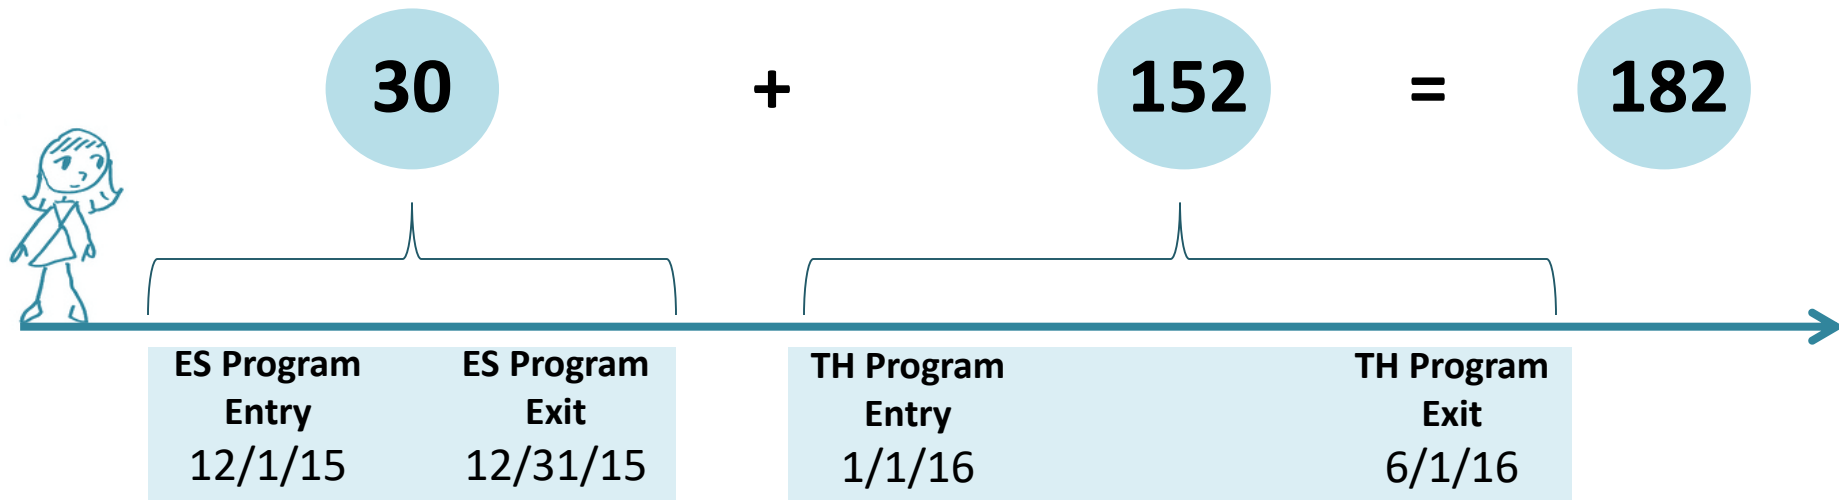 30 + 152 = 182
ES Program Entry
12/1/15
ES Program Exit
12/31/15
TH Program Entry
1/1/16
TH Program Exit
6/1/16